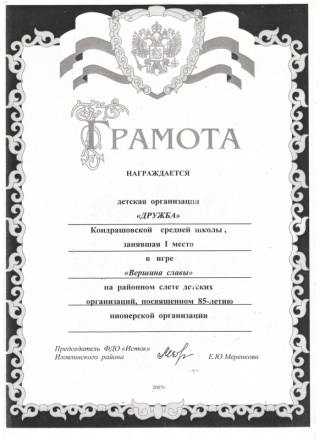 ГРАМОТА
НАГРАЖДАЕТСЯ
детская организация
«ДРУЖБА»
Кондрашовской средней школы ,
занявшая I место
в игре
«Вершина славы»
на районном слете детских
организаций, посвященном 85-летию
пионерской организации
Председатель ФДО «Исток»
Иловлинского района Е.Ю.Меренкова
2007г